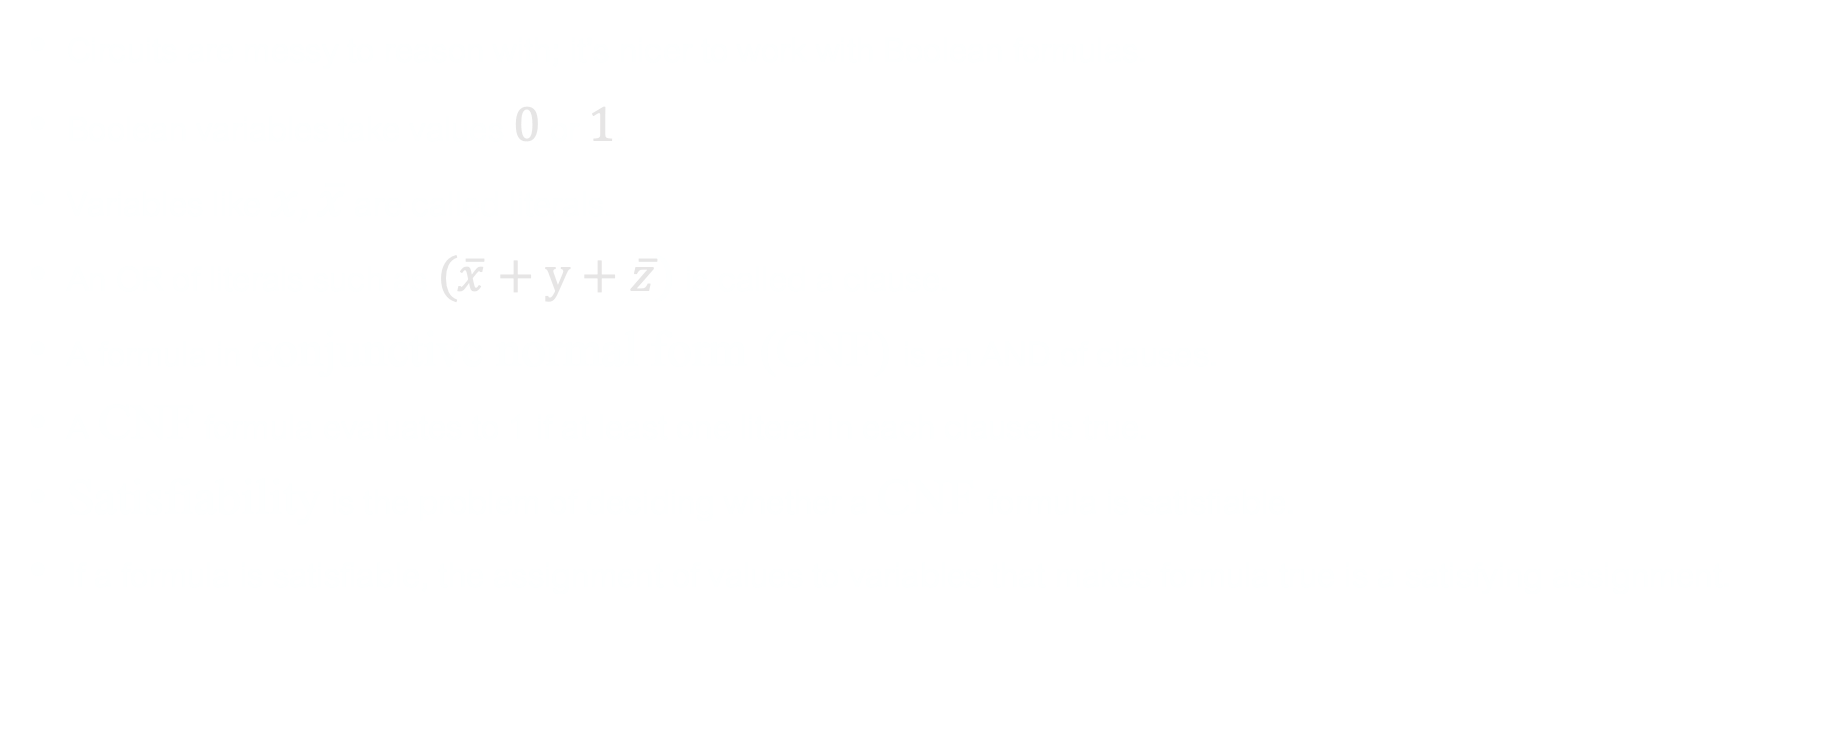 0 1
(x̄ + y + z̄